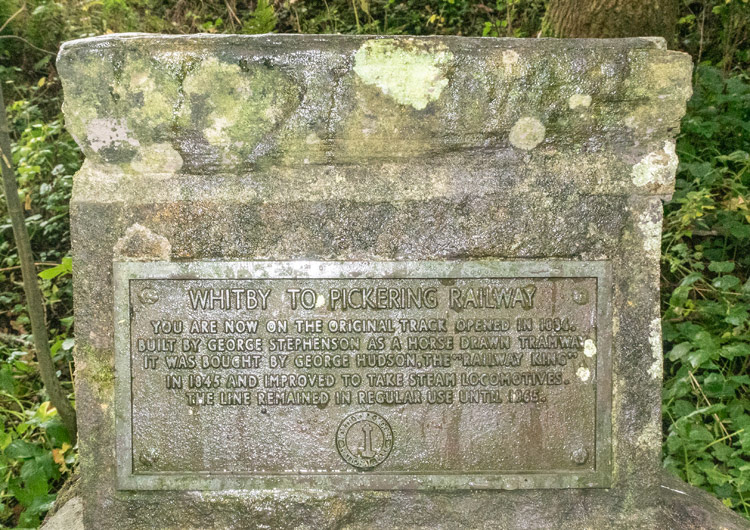 WHITBY TO PICKERING RAILWAY
YOU ARE NOW ON THE ORIGINAL TRACK OPENED IN 1836.
BUILT BY GEORGE STEPHENSON AS A HORSE DRAWN TRAMWAY
IT WAS BOUGHT BY GEORGE HUDSON, THE "RAILWAY KING"
IN 1845 AND IMPROVED TO TAKE STEAM LOCOMOTIVES.
THE LINE REMAINED IN REGULAR USE UNTIL 1965.
1